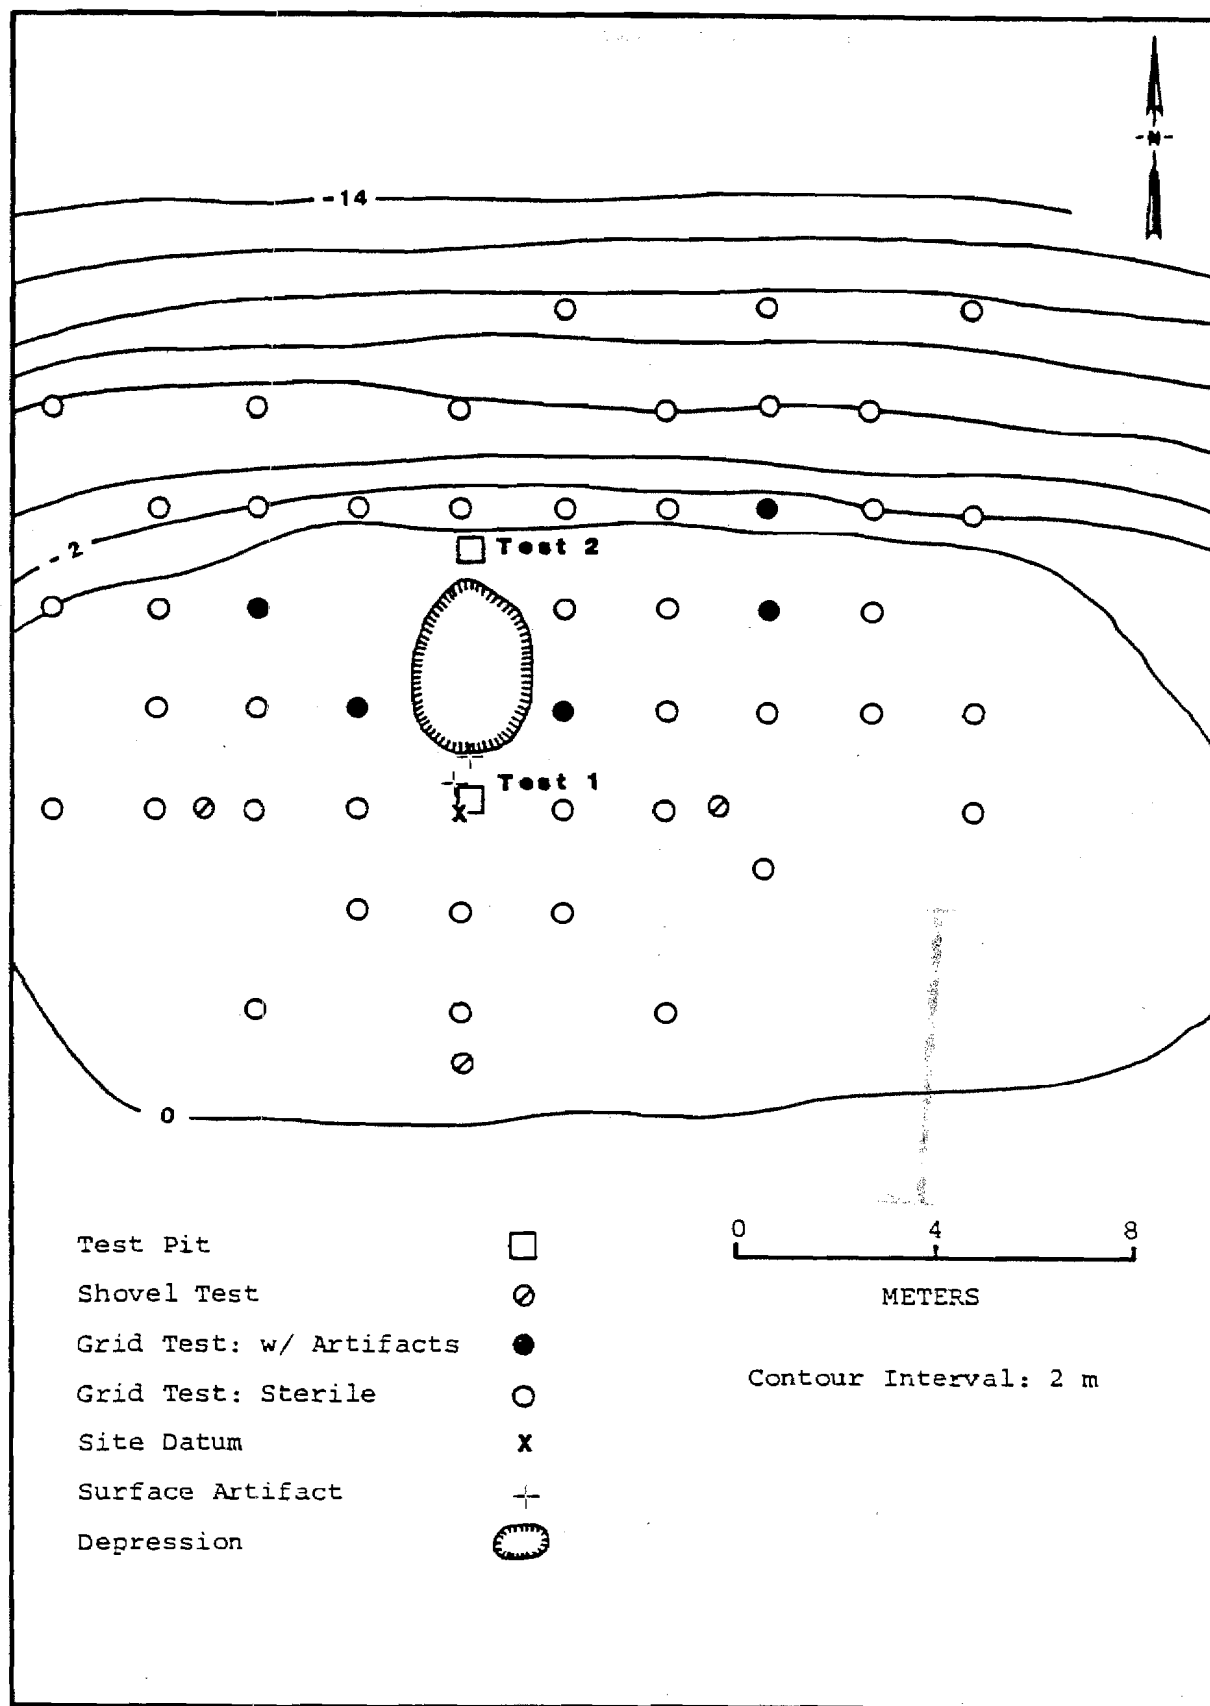 N
-14
-2
Test 2
Test 1
0
0 4 8
METERS
Contour Interval: 2 m
Test Pit
Shovel Test
Grid Test: w/ Artifacts
Grid Test: Sterile
Site Datum x
Surface Artifact
Depression